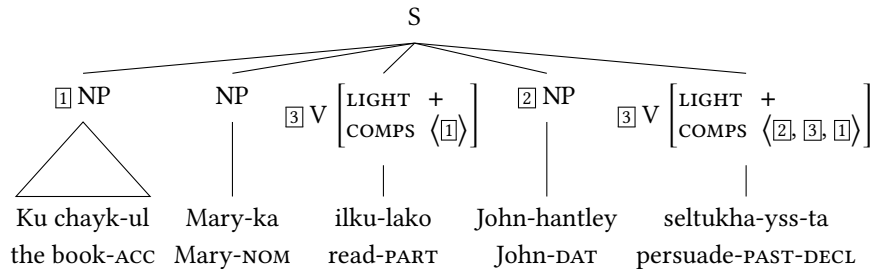 S
[1] NP NP [3] V [LIGHT + COMPS ⟨[1]⟩] [2] NP [3] V [LIGHT + COMPS ⟨[2], [3], [1]⟩]
Ku chayk-ul Mary-ka ilku-lako John-hantley seltukha-yss-ta
the book-ACC Mary-NOM read-PART John-DAT persuade-PAST-DECL